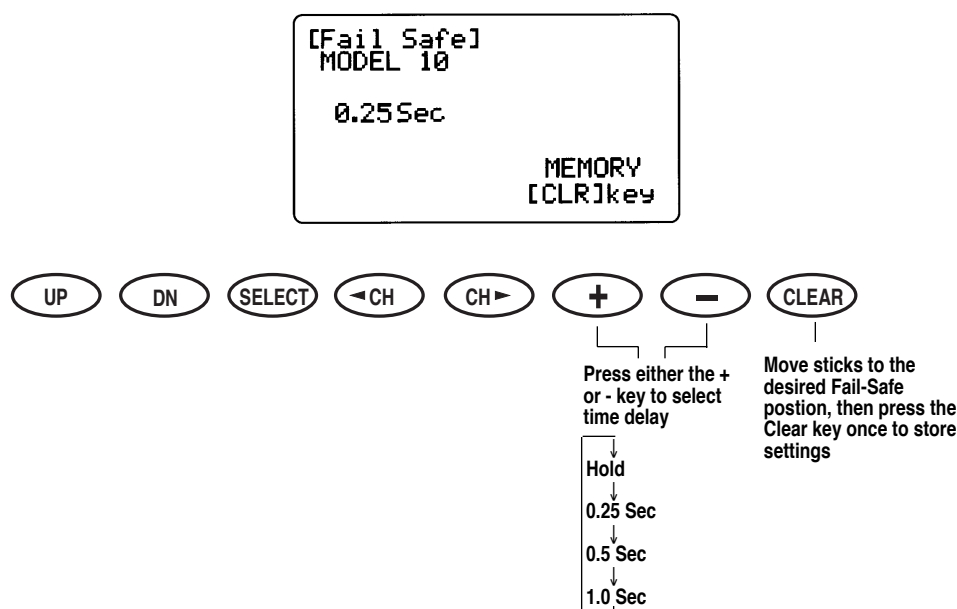 [Fail Safe]
MODEL 10
0.25Sec
MEMORY
[CLR]key
UP
DN
SELECT
◄CH
CH►
+
−
CLEAR
Press either the +
or - key to select
time delay
Move sticks to the
desired Fail-Safe
postion, then press the
Clear key once to store
settings
Hold
0.25 Sec
0.5 Sec
1.0 Sec